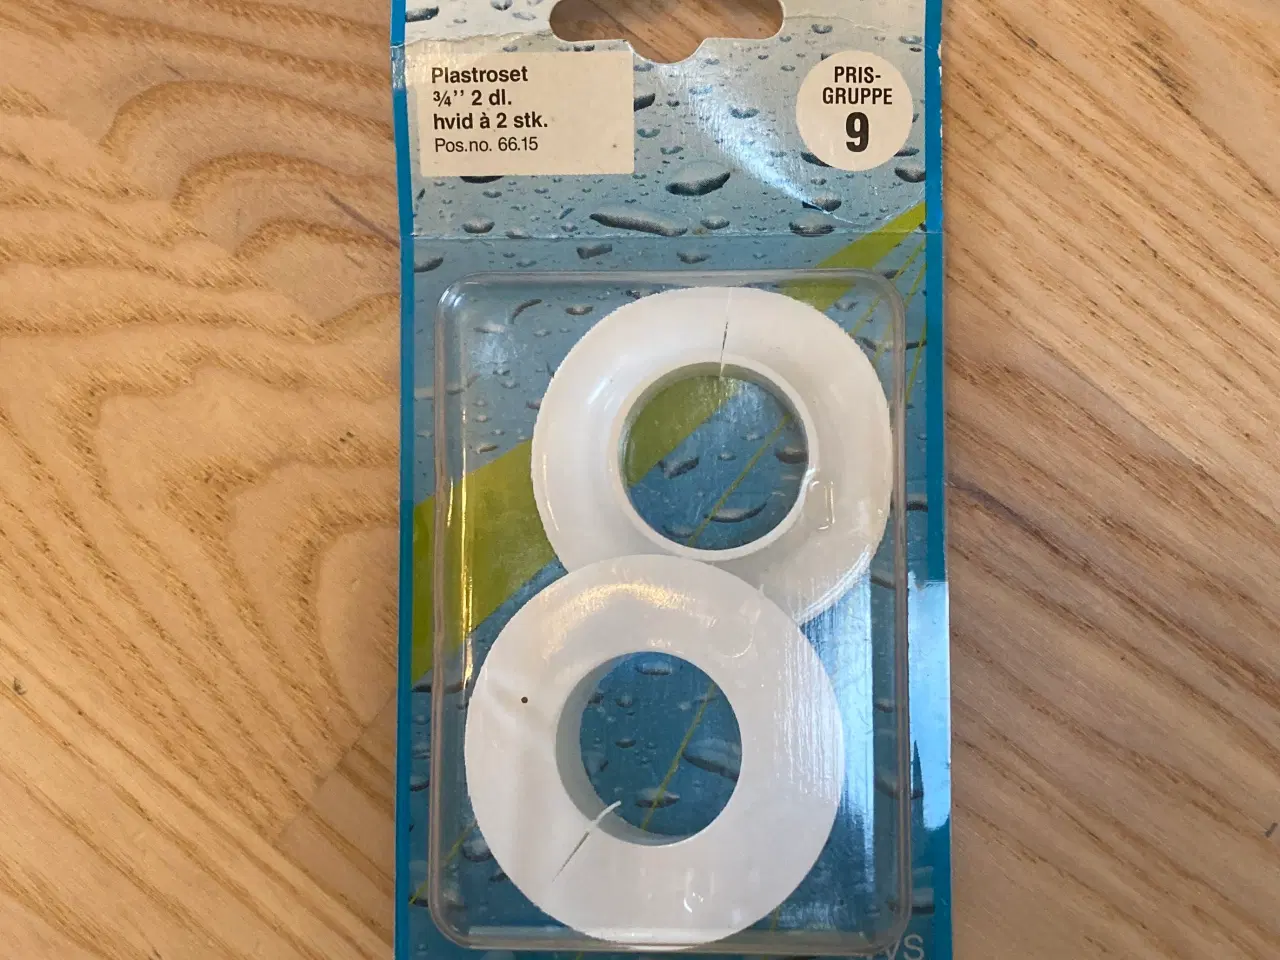 Plastroset
¾'' 2 dl.
hvid à 2 stk.
Pos.no. 66.15
PRIS-
GRUPPE
9